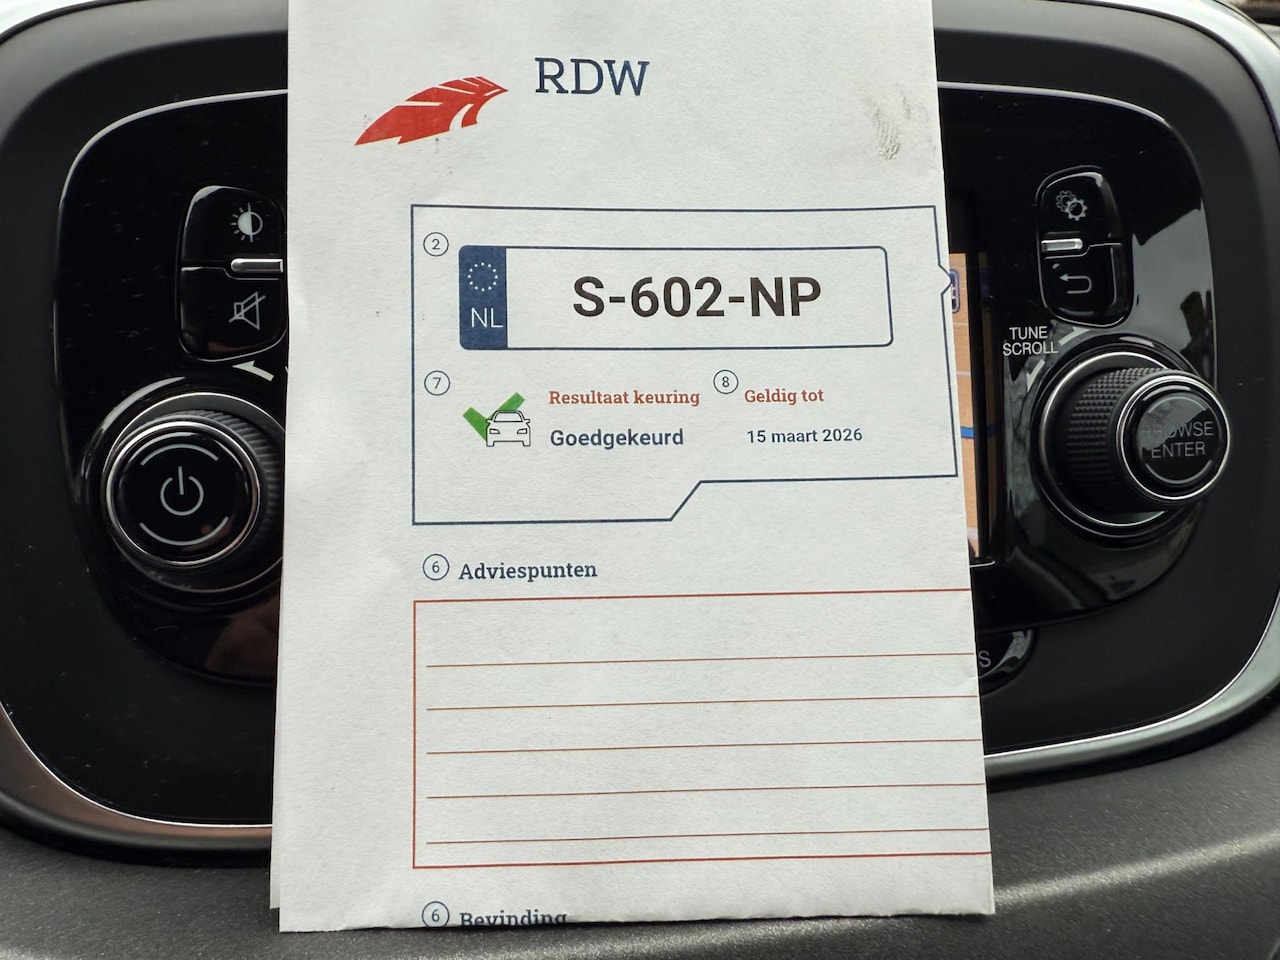 RDW
2
NL
S-602-NP
7
Resultaat keuring
8
Geldig tot
Goedgekeurd
15 maart 2026
6
Adviespunten
6
Bevinding
TUNE
SCROLL
BROWSE
ENTER
S